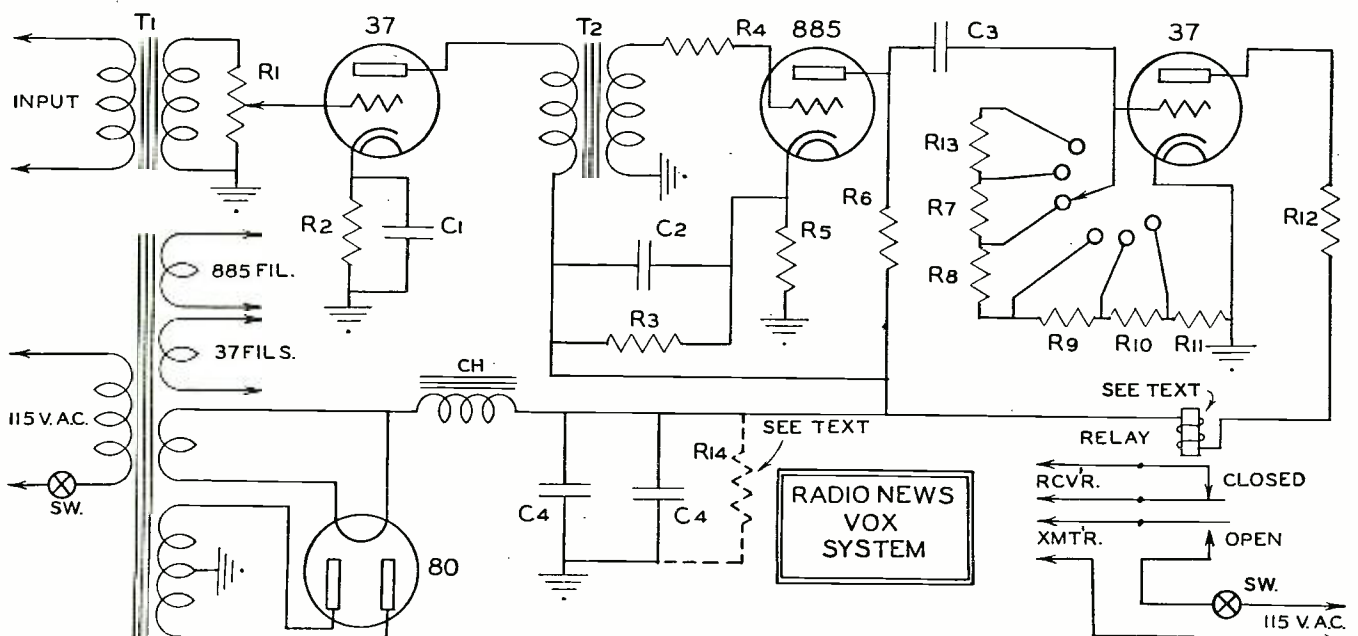 T1
37
T2
R4
885
C3
37
INPUT
R1
R13
R2
C1
C2
R5
R6
R7
R12
R8
885 FIL.
R3
R9
R10
R11
37 FILS.
CH
115 V. A.C.
SEE TEXT
SEE TEXT
RELAY
R14
SW.
C4
C4
RADIO NEWS
VOX
SYSTEM
RCV'R.
CLOSED
XMT'R.
OPEN
80
SW.
115 V. A.C.